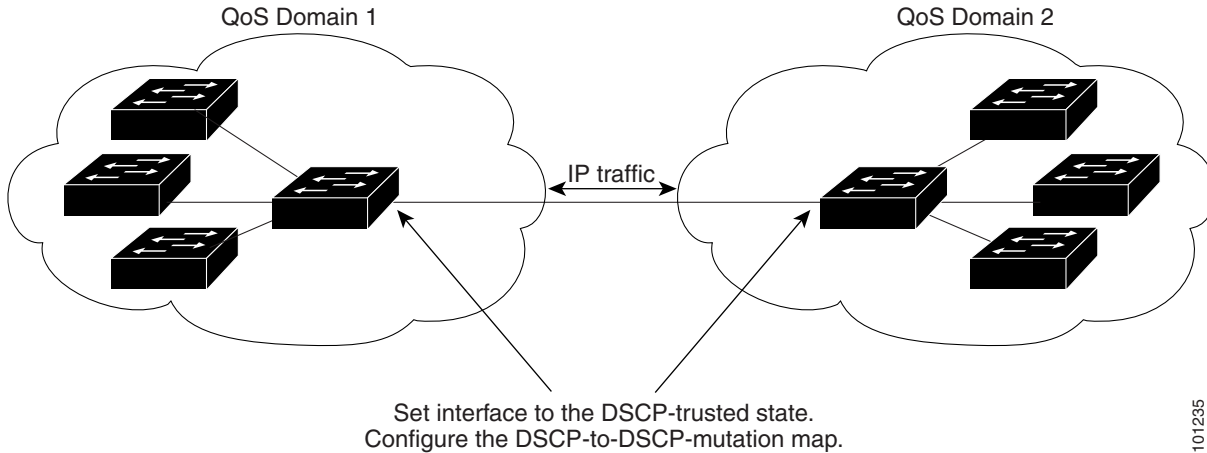 QoS Domain 1
QoS Domain 2
IP traffic
Set interface to the DSCP-trusted state.
Configure the DSCP-to-DSCP-mutation map.
101235